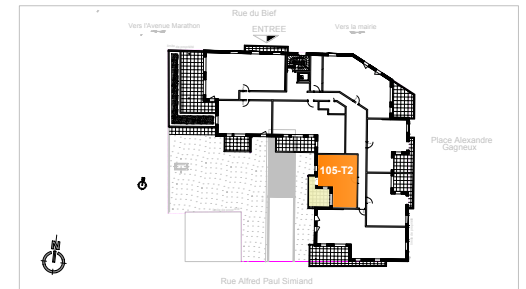 Rue du Bief
Vers l'Avenue Marathon
Vers la mairie
ENTREE
Place Alexandre
Gagneux
105-T2
N
Rue Alfred Paul Simiand